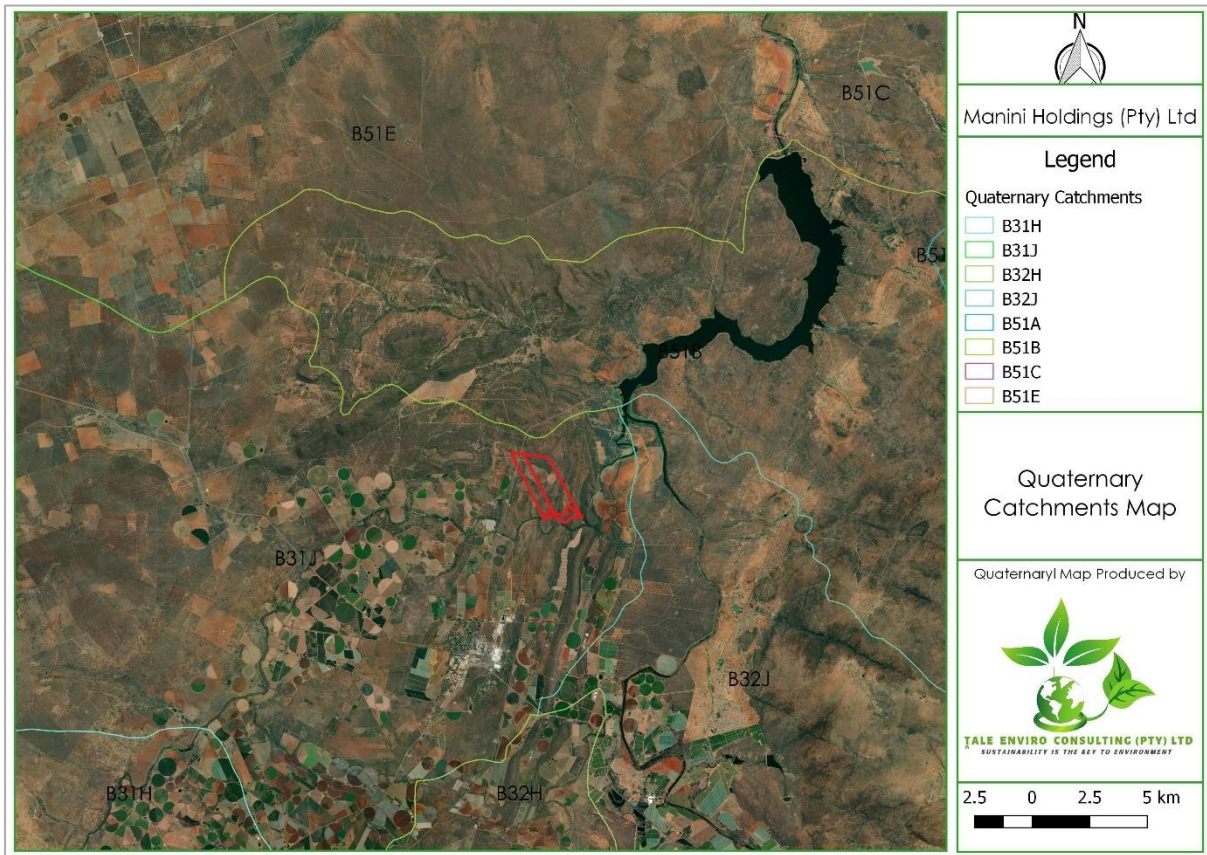 B51C
B51E
B51
B51B
B31J
B32J
B31H
B32H
N
Manini Holdings (Pty) Ltd
Legend
Quaternary Catchments
B31H
B31J
B32H
B32J
B51A
B51B
B51C
B51E
Quaternary
Catchments Map
Quaternaryl Map Produced by
TALE ENVIRO CONSULTING (PTY) LTD
SUSTAINABILITY IS THE KEY TO ENVIRONMENT
2.5 0 2.5 5 km